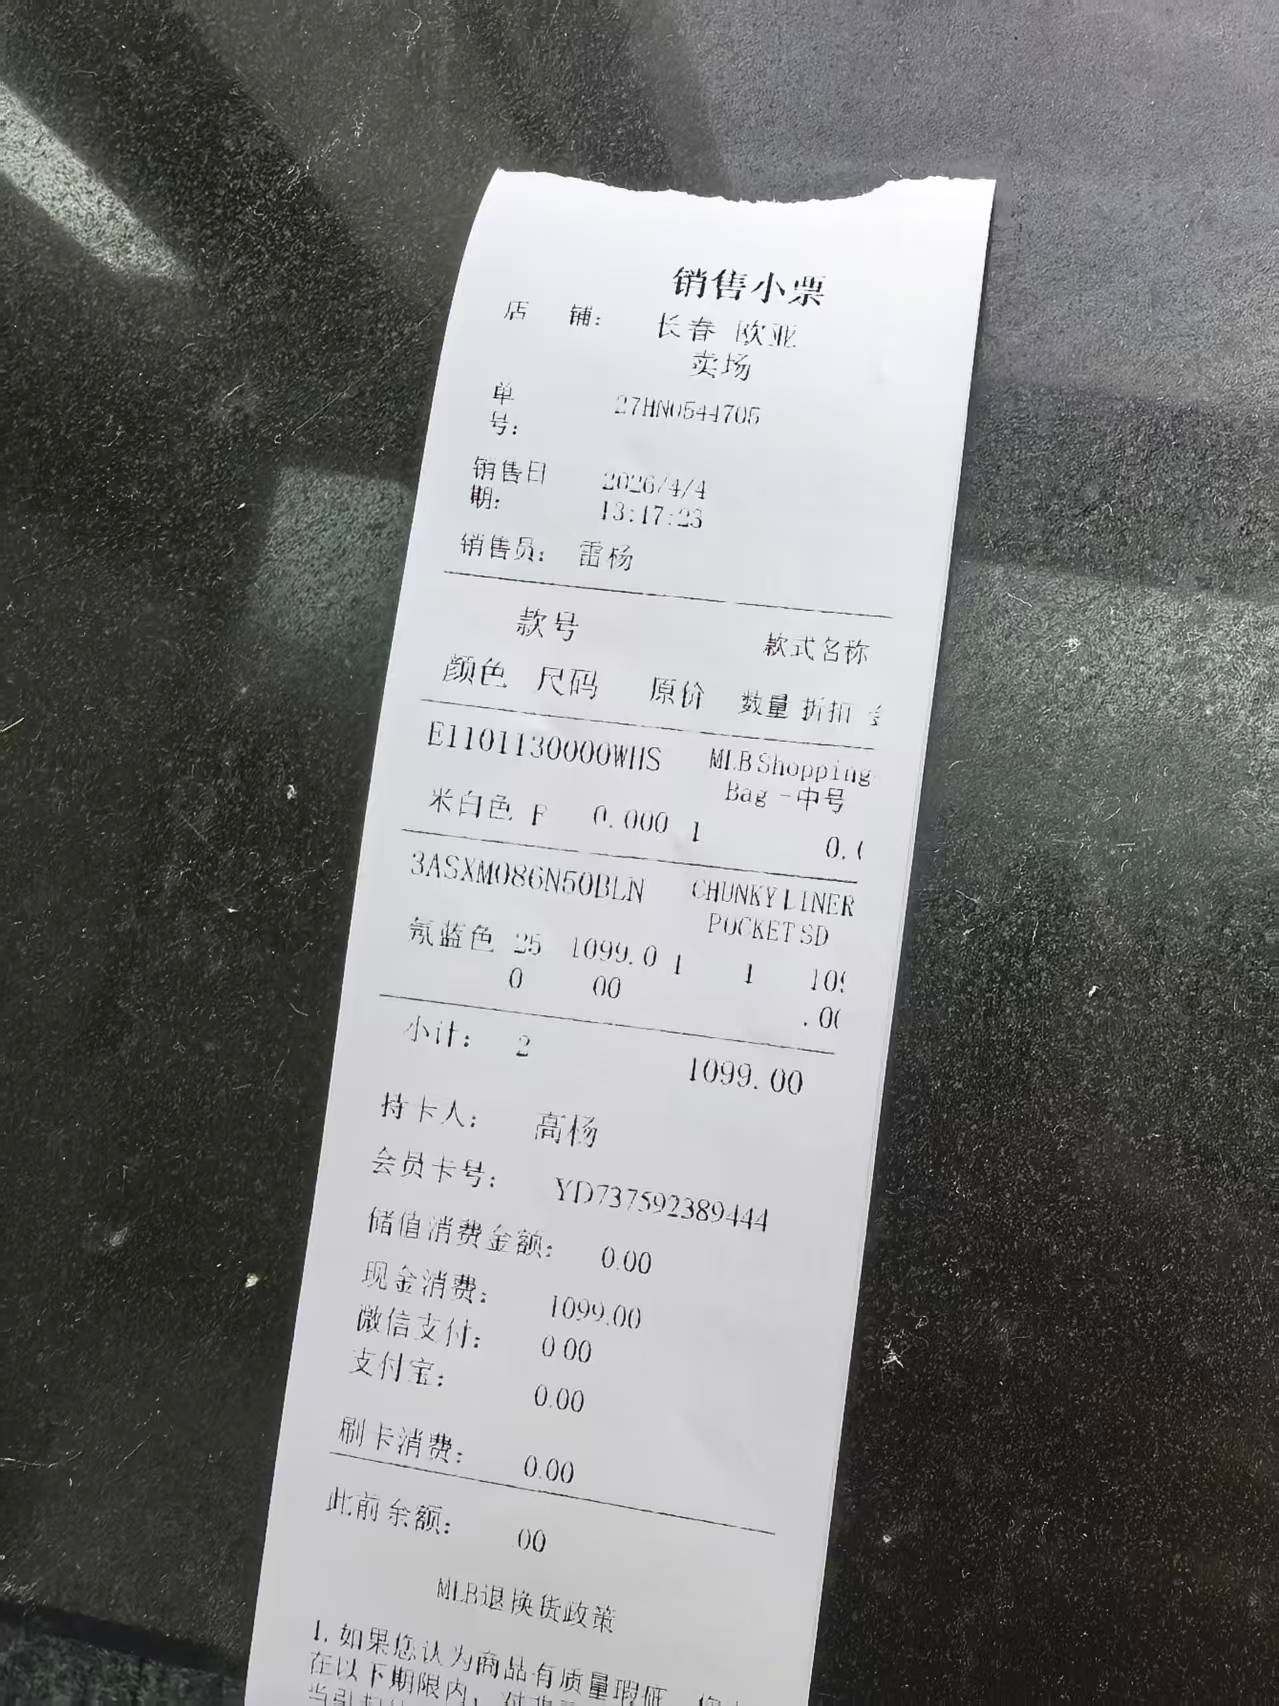 销售小票
店 铺: 长春 欧亚
卖场
单 27HN0544705
号:
销售日 2026/4/4
期: 13:17:23
销售员: 雷杨
款号 款式名称
颜色 尺码 原价 数量 折扣
E1101130000WHS MLB Shopping
Bag -中号
米白色 F 0.000 1 0.
3ASXM086N50BLN CHUNKY LINER
POCKET SD
氖蓝色 25 1099.0 1 1 109
0 00 .00
小计: 2 1099.00
持卡人: 高杨
会员卡号: YD737592389444
储值消费金额: 0.00
现金消费: 1099.00
微信支付: 0.00
支付宝: 0.00
刷卡消费: 0.00
此前余额: 00
MLB退换货政策
1. 如果您认为商品有质量瑕疵
在以下期限内,